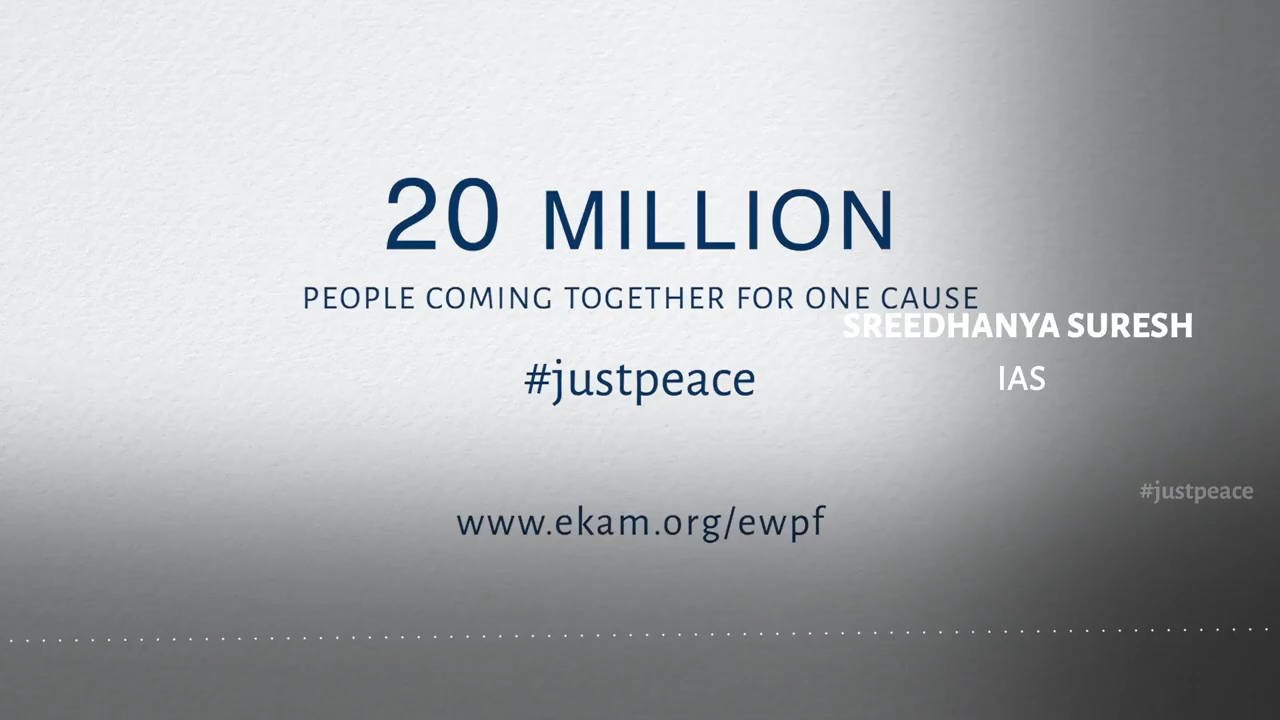 20 MILLION
PEOPLE COMING TOGETHER FOR ONE CAUSE
SREEDHANYA SURESH
#justpeace
IAS
#justpeace
www.ekam.org/ewpf